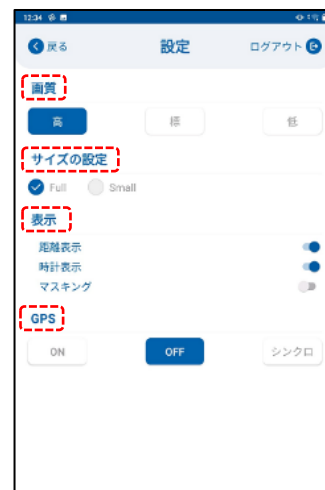 12:34
戻る 設定 ログアウト
画質
高 標 低
サイズの設定
Full Small
表示
距離表示
時計表示
マスキング
GPS
ON OFF シンクロ